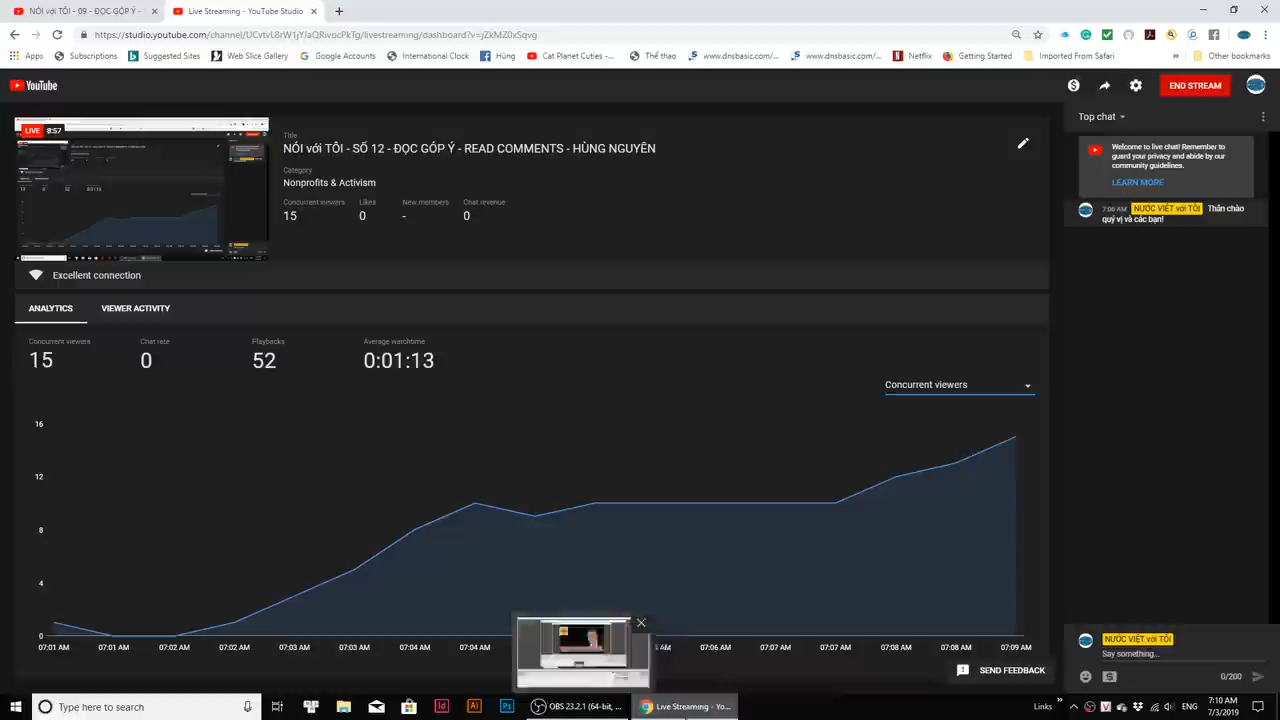 NÓI với TÔI - 09 - ĐỌC GÓP Ý -
Live Streaming - YouTube Studio
https://studio.youtube.com/channel/UCvtvL8rW1jYJaQRivocPkTg/livestreaming/dashboard?v=jZkMZ0xSqvg
Apps
Subscriptions
Suggested Sites
Web Slice Gallery
Google Accounts
International Clock
Hùng
Cat Planet Cuties -...
Thể thao
www.dnsbasic.com/...
www.dnsbasic.com/...
Netflix
Getting Started
Imported From Safari
»
Other bookmarks
YouTube
END STREAM
LIVE 8:57
Title
NÓI với TÔI - SỐ 12 - ĐỌC GÓP Ý - READ COMMENTS - HÙNG NGUYÊN
Category
Nonprofits & Activism
Concurrent viewers Likes New members Chat revenue
15 0 - 0
Excellent connection
Top chat
Welcome to live chat! Remember to
guard your privacy and abide by our
community guidelines.
LEARN MORE
NƯỚC VIỆT với TÔI Thân chào
quý vị và các bạn!
ANALYTICS VIEWER ACTIVITY
Concurrent viewers Chat rate Playbacks Average watchtime
15 0 52 0:01:13
Concurrent viewers
16
12
8
4
0
07:01 AM 07:01 AM 07:02 AM 07:02 AM 07:03 AM 07:03 AM 07:04 AM 07:04 AM 07:06 AM 07:07 AM 07:07 AM 07:08 AM 07:08 AM 07:09 AM
SEND FEEDBACK
NƯỚC VIỆT với TÔI
Say something...
0/200
Type here to search
OBS 23.2.1 (64-bit, ...
Live Streaming - Yo...
Links
»
7:10 AM
7/3/2019